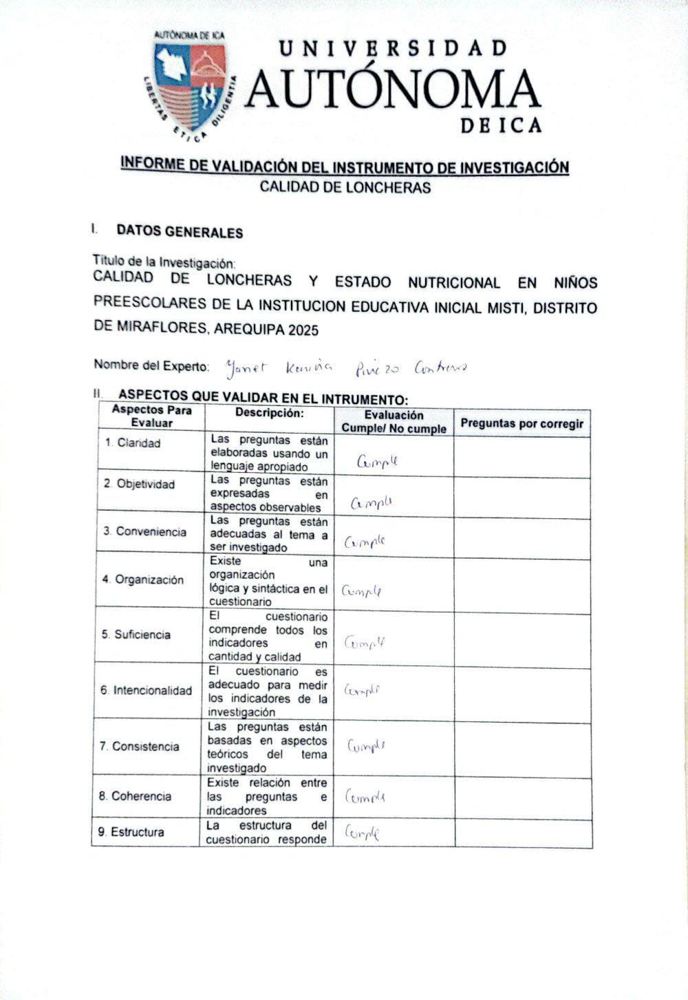 AUTÓNOMA DE ICA
LIBERTAS ETICA DILIGENTIA
UNIVERSIDAD
AUTÓNOMA
DE ICA
INFORME DE VALIDACIÓN DEL INSTRUMENTO DE INVESTIGACIÓN
CALIDAD DE LONCHERAS
I. DATOS GENERALES
Titulo de la Investigación:
CALIDAD DE LONCHERAS Y ESTADO NUTRICIONAL EN NIÑOS
PREESCOLARES DE LA INSTITUCION EDUCATIVA INICIAL MISTI, DISTRITO
DE MIRAFLORES, AREQUIPA 2025
Nombre del Experto: Yanet
II. ASPECTOS QUE VALIDAR EN EL INTRUMENTO:
Aspectos Para
Evaluar
Descripción:
Evaluación
Cumple/ No cumple
Preguntas por corregir
1. Claridad
Las preguntas están
elaboradas usando un
lenguaje apropiado
Cumple
2. Objetividad
Las preguntas están
expresadas en
aspectos observables
Cumple
3. Conveniencia
Las preguntas están
adecuadas al tema a
ser investigado
Cumple
4. Organización
Existe una
organización
lógica y sintáctica en el
cuestionario
Cumple
5. Suficiencia
El cuestionario
comprende todos los
indicadores en
cantidad y calidad
Cumple
6. Intencionalidad
El cuestionario es
adecuado para medir
los indicadores de la
investigación
Cumple
7. Consistencia
Las preguntas están
basadas en aspectos
teóricos del tema
investigado
Cumple
8. Coherencia
Existe relación entre
las preguntas e
indicadores
Cumple
9. Estructura
La estructura del
cuestionario responde
Cumple